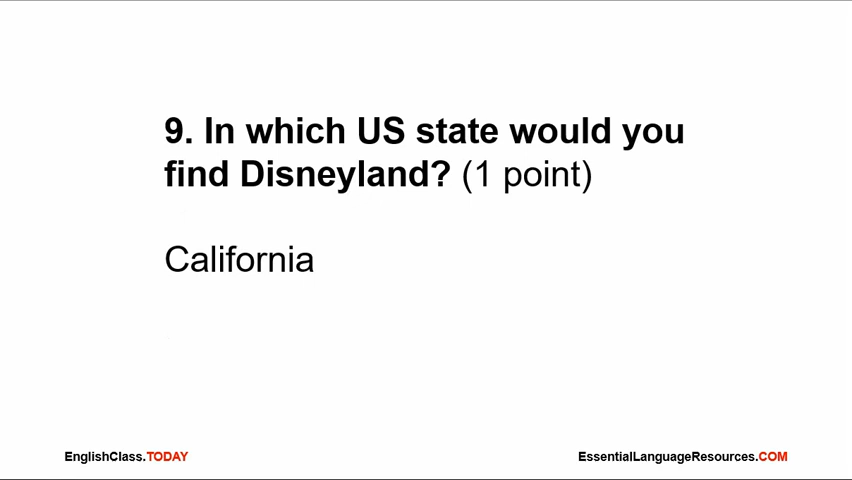 9. In which US state would you
find Disneyland? (1 point)
California
EnglishClass.TODAY
EssentialLanguageResources.COM